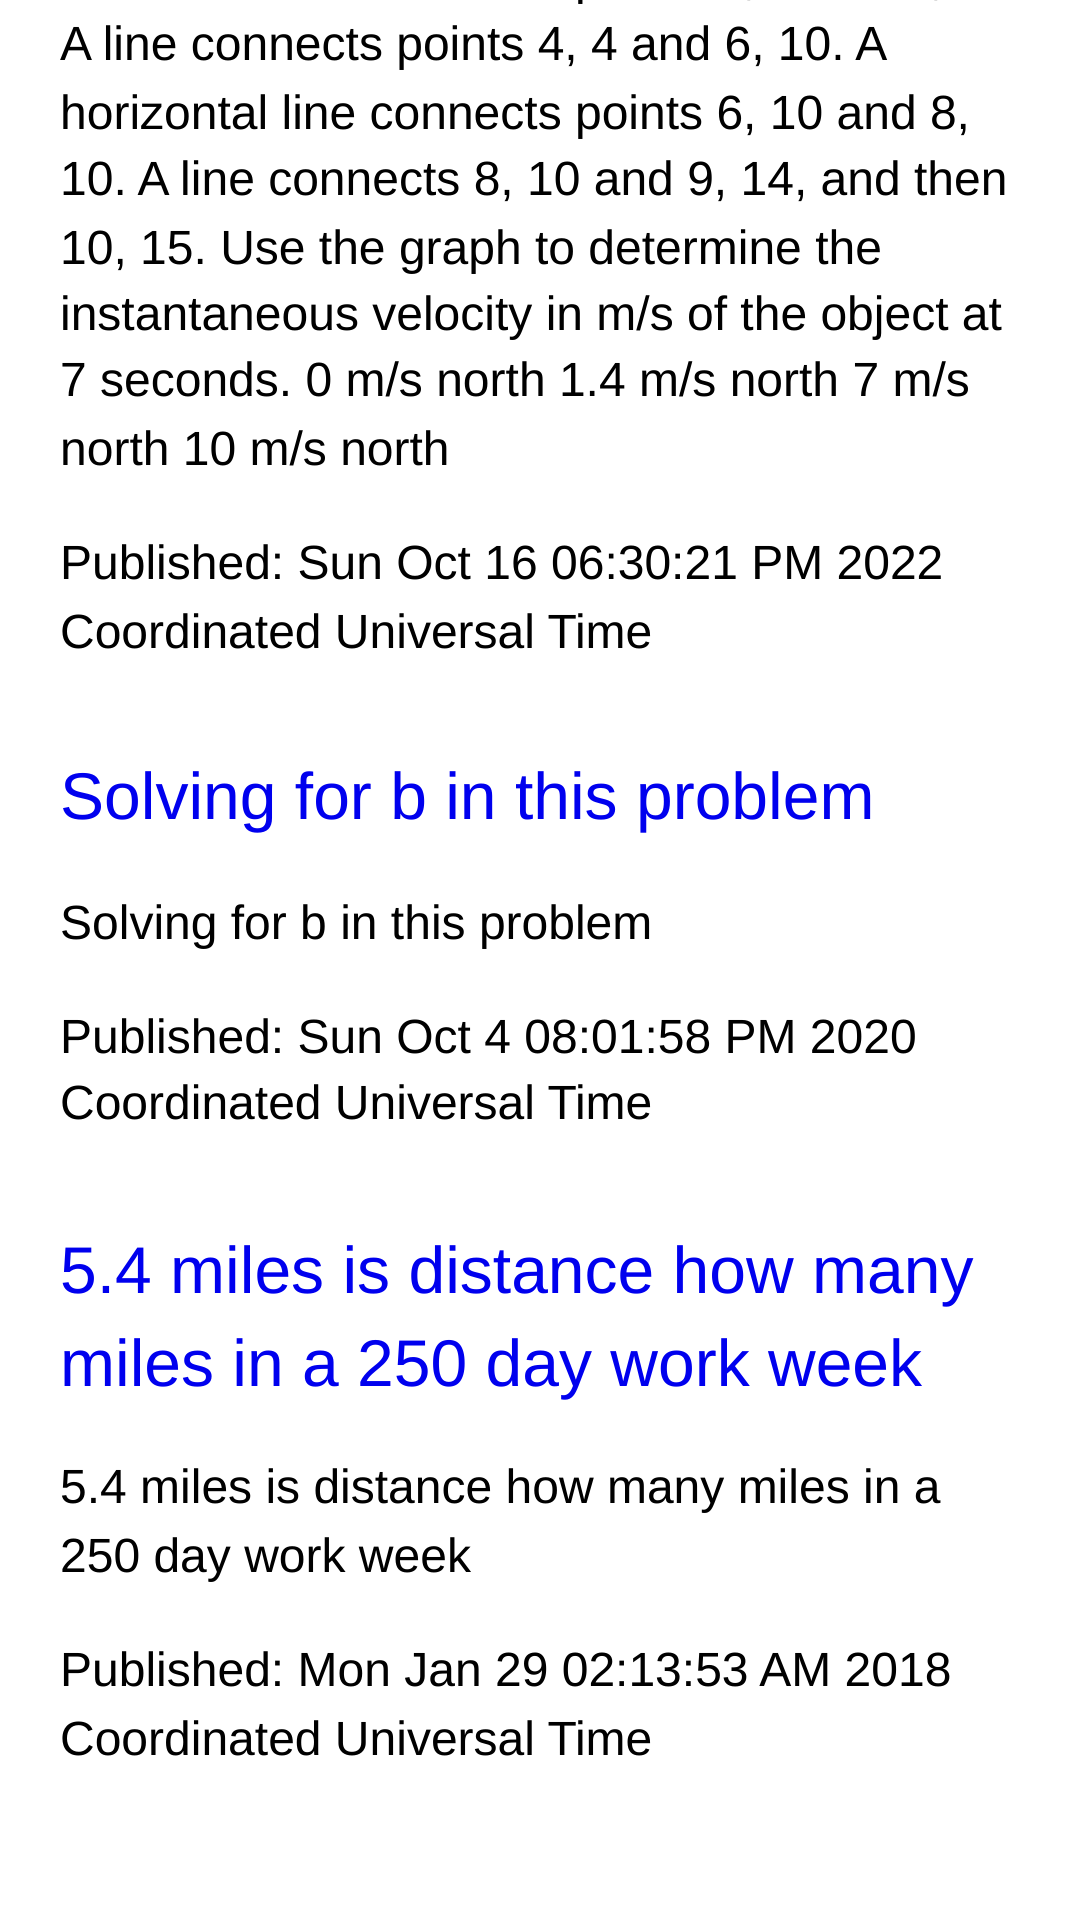 A line connects points 4, 4 and 6, 10. A
horizontal line connects points 6, 10 and 8,
10. A line connects 8, 10 and 9, 14, and then
10, 15. Use the graph to determine the
instantaneous velocity in m/s of the object at
7 seconds. 0 m/s north 1.4 m/s north 7 m/s
north 10 m/s north
Published: Sun Oct 16 06:30:21 PM 2022
Coordinated Universal Time
Solving for b in this problem
Solving for b in this problem
Published: Sun Oct 4 08:01:58 PM 2020
Coordinated Universal Time
5.4 miles is distance how many
miles in a 250 day work week
5.4 miles is distance how many miles in a
250 day work week
Published: Mon Jan 29 02:13:53 AM 2018
Coordinated Universal Time